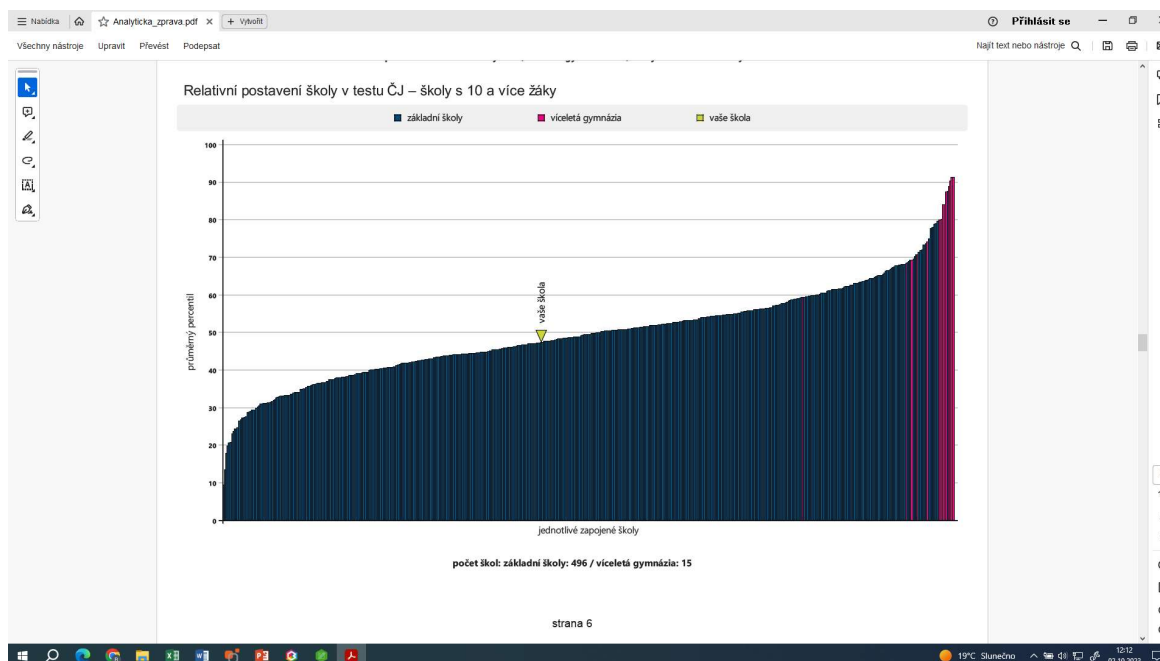 Nabídka
Analyticka_zprava.pdf
+ Vytvořit
Přihlásit se
Všechny nástroje Upravit Převést Podepsat
Najít text nebo nástroje
Relativní postavení školy v testu ČJ – školy s 10 a více žáky
základní školy
víceletá gymnázia
vaše škola
100
90
80
70
60
50
40
30
20
10
0
průměrný percentil
vaše škola
jednotlivé zapojené školy
počet škol: základní školy: 496 / víceletá gymnázia: 15
strana 6
19°C Slunečno
12:12
02.10.2023